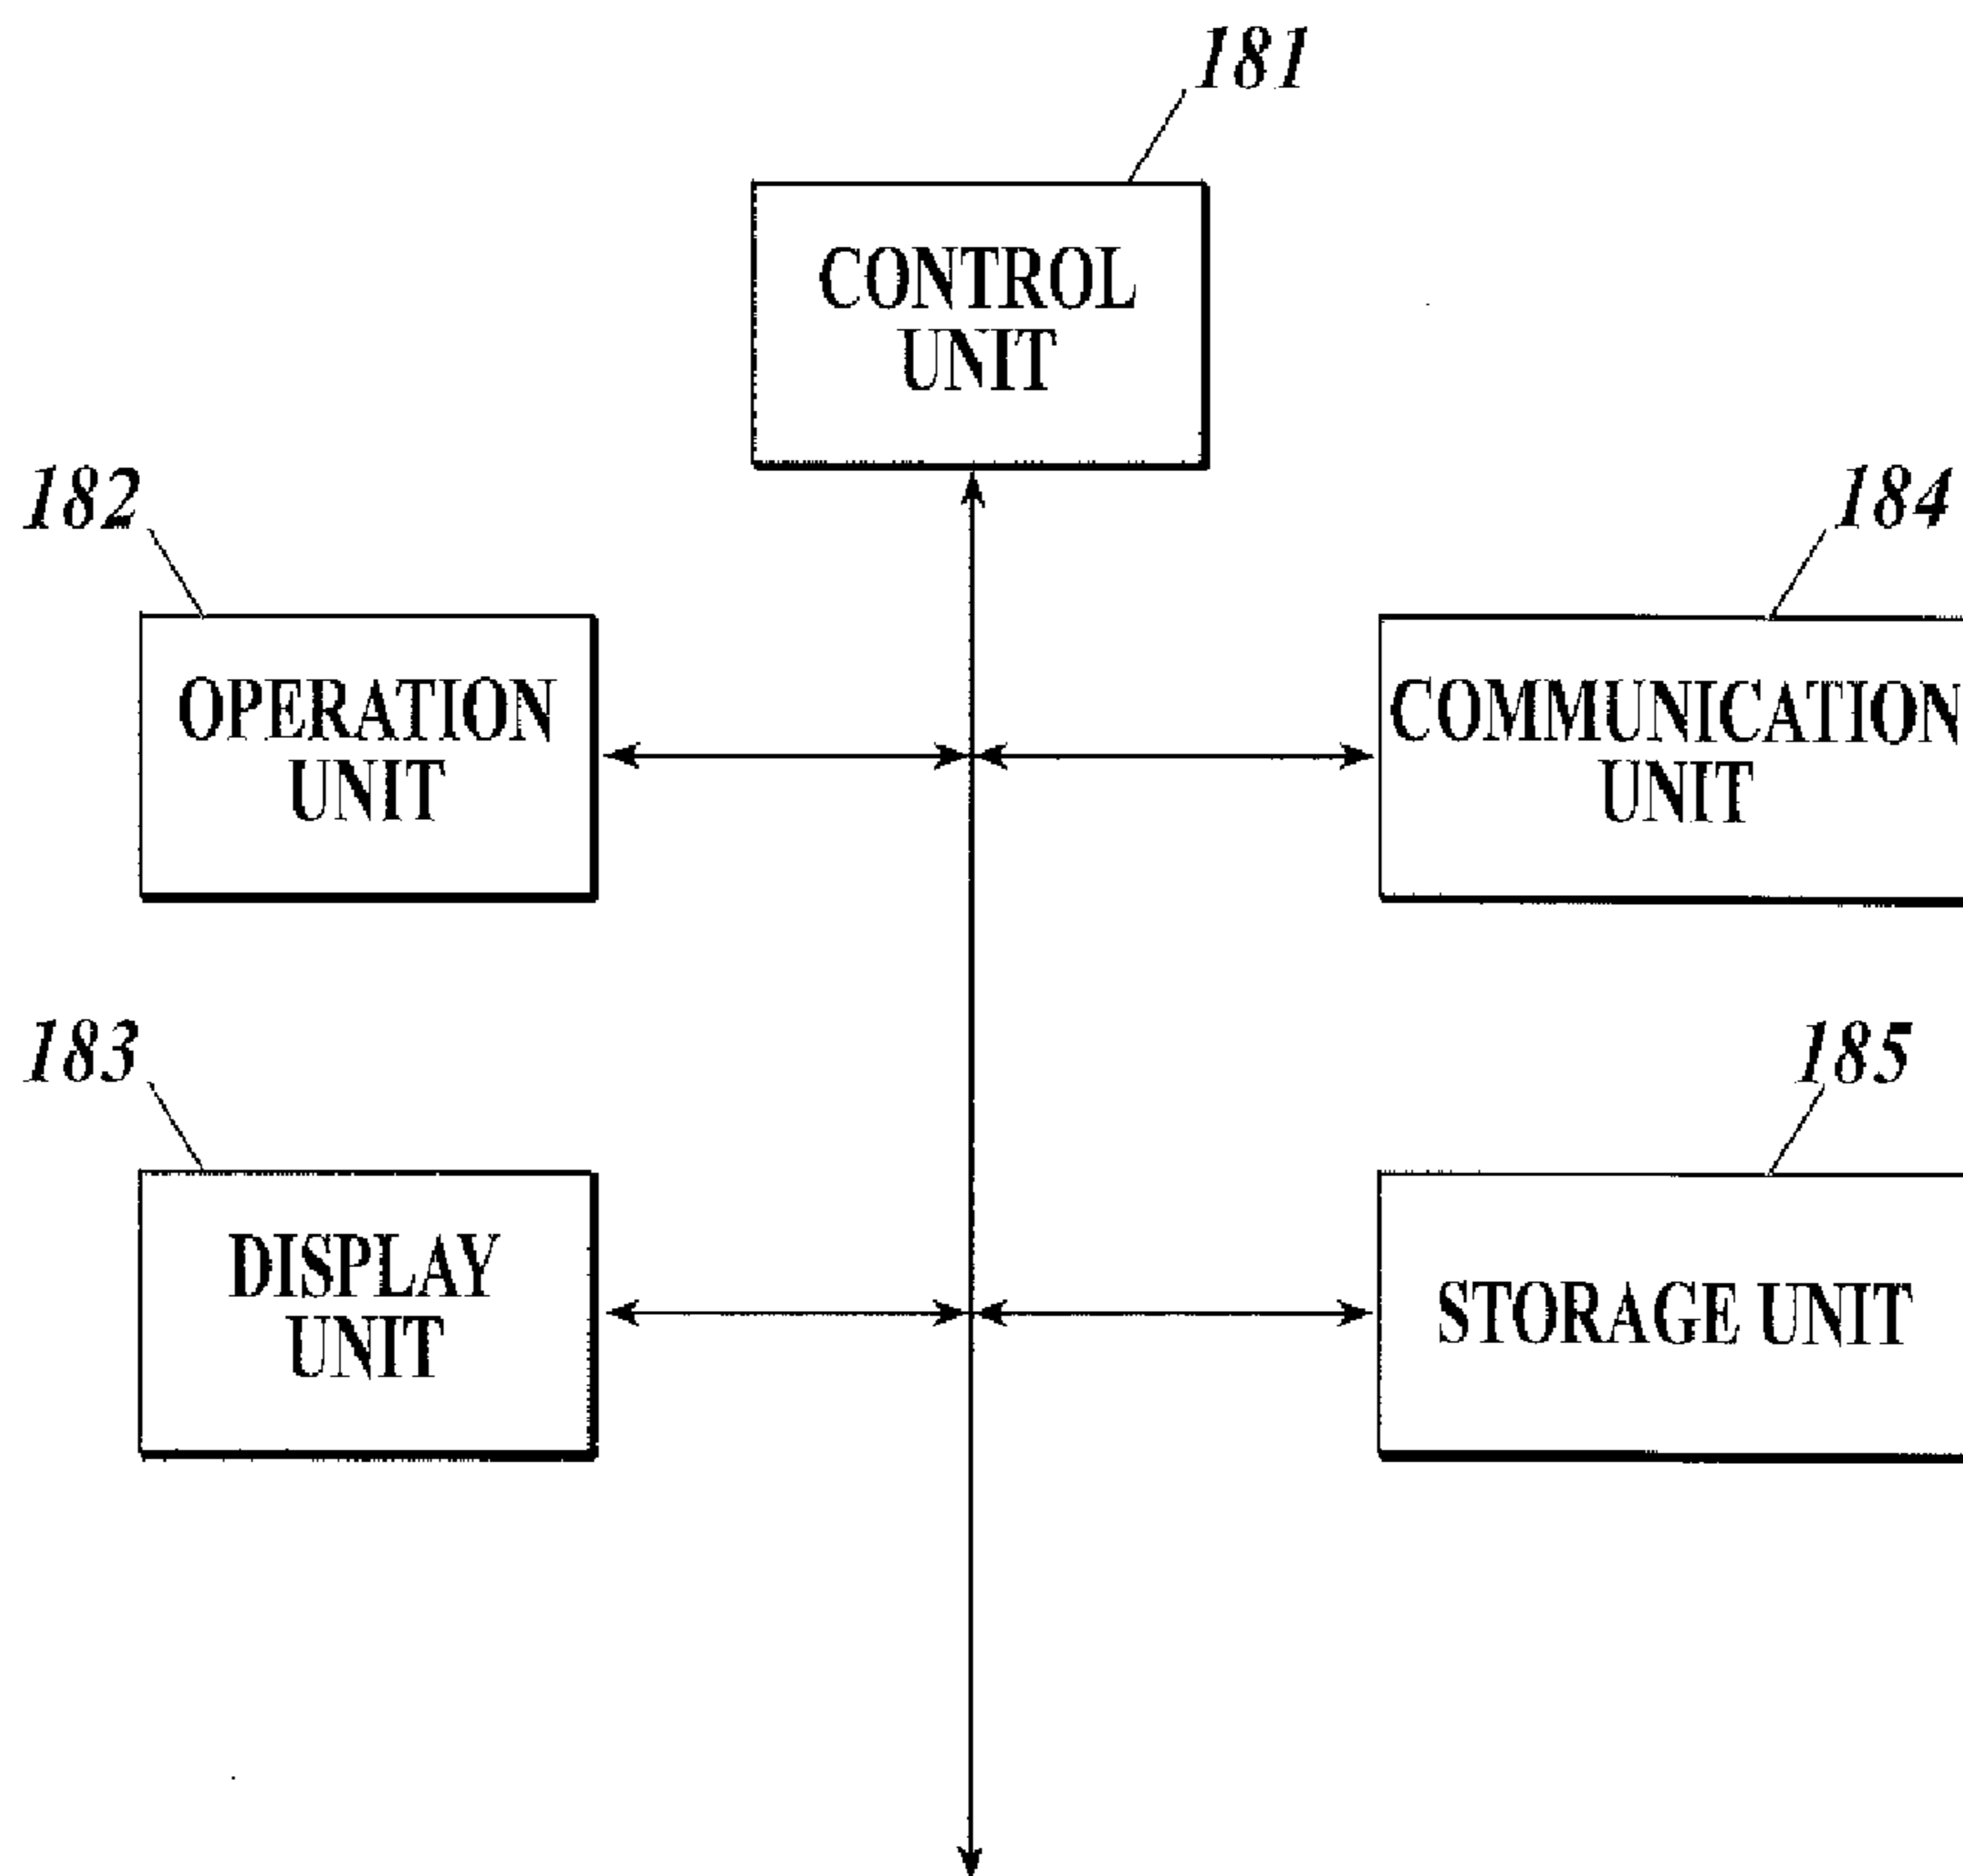 181
CONTROL
UNIT
182
184
OPERATION
UNIT
COMMUNICATION
UNIT
183
185
DISPLAY
UNIT
STORAGE UNIT